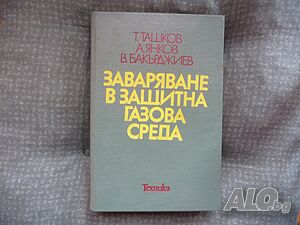 Т. ТАШКОВ
А. ЯНКОВ
В. БАКЪРДЖИЕВ
ЗАВАРЯВАНЕ
В ЗАЩИТНА
ГАЗОВА
СРЕДА
Техника
ALO.bg